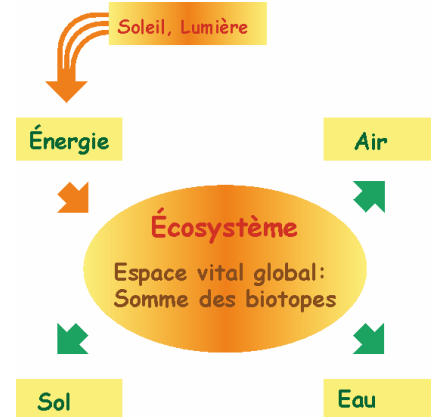 Soleil, Lumière
Énergie
Air
Écosystème
Espace vital global:
Somme des biotopes
Sol
Eau